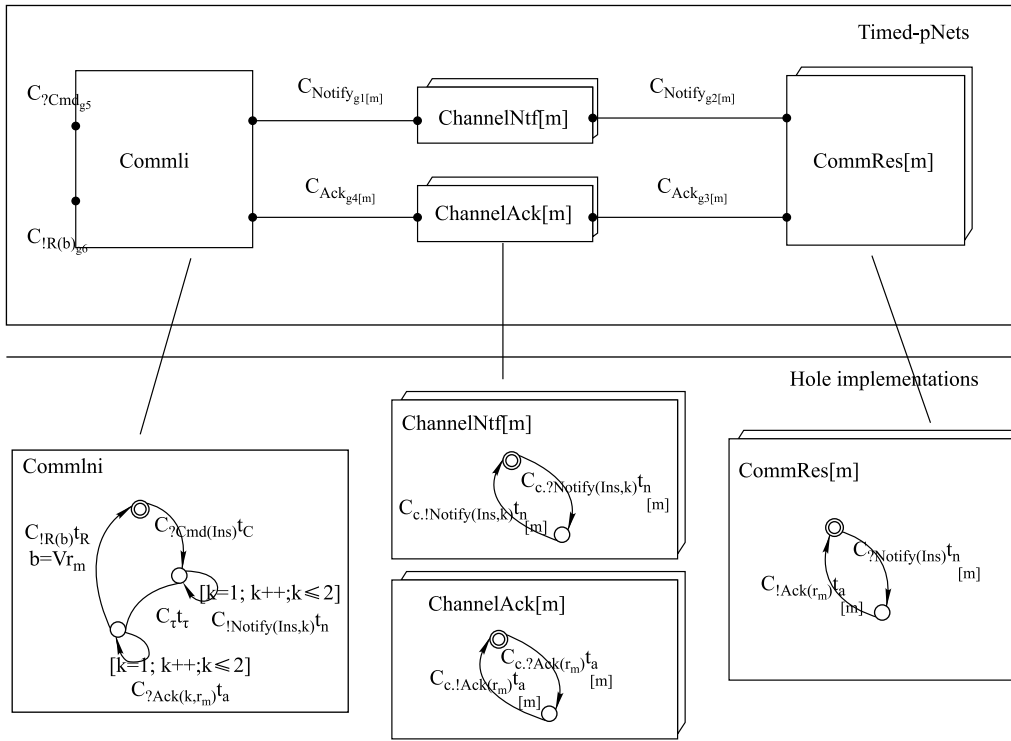 Timed-pNets
C?Cmdg5
CNotifyg1[m]
CNotifyg2[m]
ChannelNtf[m]
Commli
CommRes[m]
CAckg4[m]
CAckg3[m]
ChannelAck[m]
C!R(b)g6
Hole implementations
ChannelNtf[m]
Cc.?Notify(Ins,k)tn
[m]
Cc.!Notify(Ins,k)tn
[m]
Commlni
C?Cmd(Ins)tC
C!R(b)tR
b=Vrm
[k=1; k++;k≤2]
C!Notify(Ins,k)tn
Cτtτ
[k=1; k++;k≤2]
C?Ack(k,rm)ta
ChannelAck[m]
Cc.?Ack(rm)ta
[m]
Cc.!Ack(rm)ta
[m]
CommRes[m]
C?Notify(Ins)tn
[m]
C!Ack(rm)ta
[m]